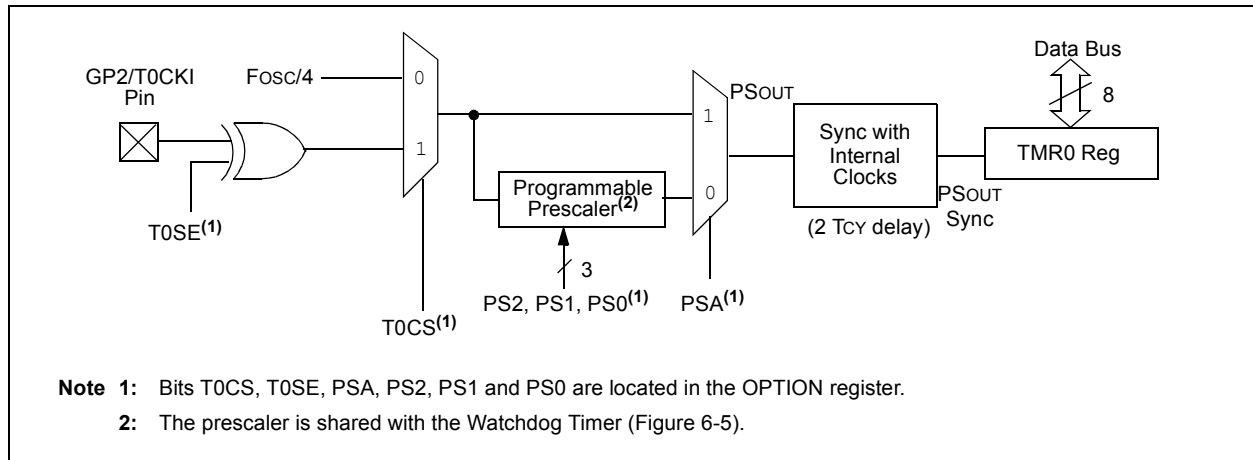 Data Bus
GP2/T0CKI
Pin
FOSC/4
0
1
T0SE(1)
T0CS(1)
Programmable
Prescaler(2)
3
PS2, PS1, PS0(1)
1
0
PSA(1)
PSOUT
Sync with
Internal
Clocks
(2 TCY delay)
PSOUT
Sync
8
TMR0 Reg
Note 1: Bits T0CS, T0SE, PSA, PS2, PS1 and PS0 are located in the OPTION register.
2: The prescaler is shared with the Watchdog Timer (Figure 6-5).